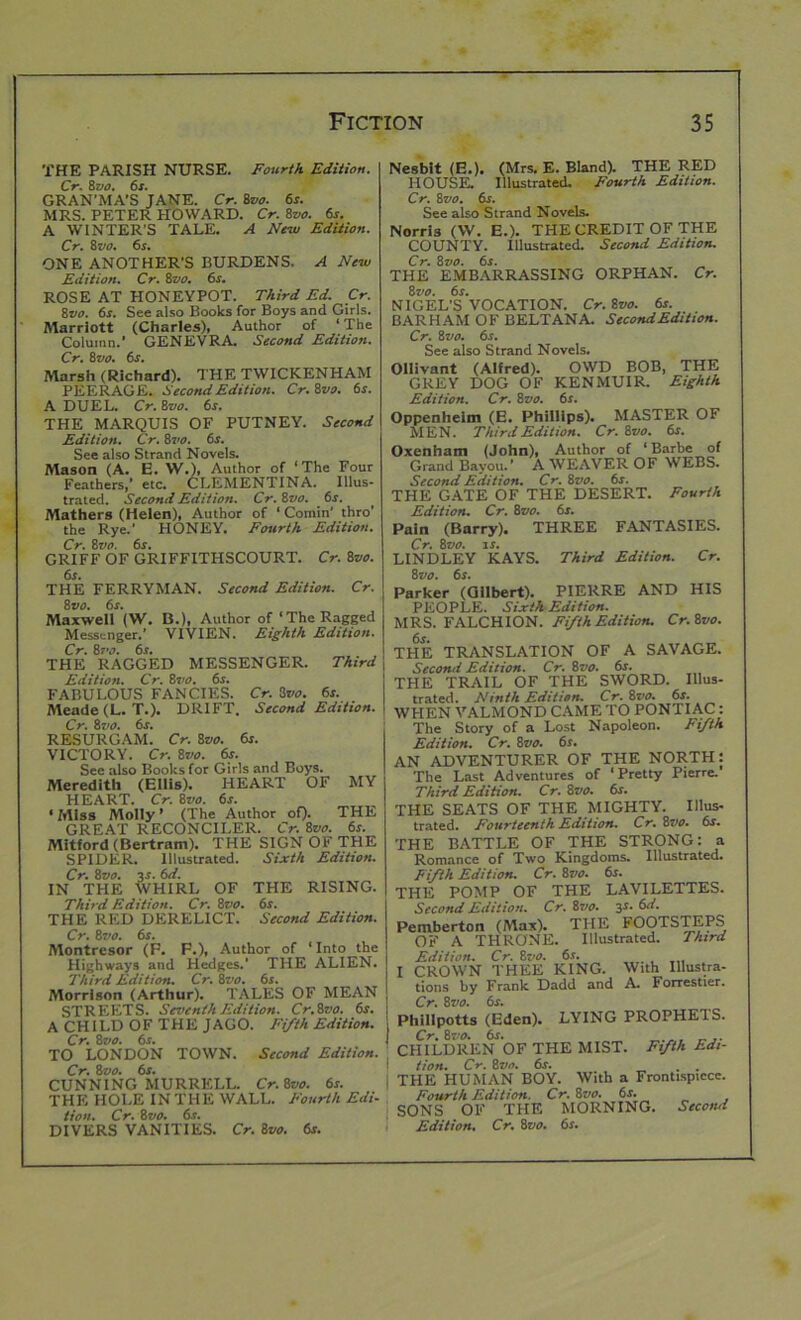 FICTION 35
THE PARISH NURSE. Fourth Edition.
Cr. 8vo. 6s.
GRAN'MA'S JANE. Cr. 8vo. 6s.
MRS. PETER HOWARD. Cr. 8vo. 6s.
A WINTER'S TALE. A New Edition.
Cr. 8vo. 6s.
ONE ANOTHER'S BURDENS. A New
Edition. Cr. 8vo. 6s.
ROSE AT HONEYPOT. Third Ed. Cr.
8vo. 6s. See also Books for Boys and Girls.
Marriott (Charles), Author of 'The
Column.' GENEVRA. Second Edition.
Cr. 8vo. 6s.
Marsh (Richard). THE TWICKENHAM
PEERAGE. Second Edition. Cr. 8vo. 6s.
A DUEL. Cr. 8vo. 6s.
THE MARQUIS OF PUTNEY. Second
Edition. Cr. 8vo. 6s.
See also Strand Novels.
Mason (A. E. W.), Author of 'The Four
Feathers,' etc. CLEMENTINA. Illus-
trated. Second Edition. Cr. 8vo. 6s.
Mathers (Helen), Author of 'Comin' thro'
the Rye.' HONEY. Fourth Edition.
Cr. 8vo. 6s.
GRIFF OF GRIFFITHSCOURT. Cr. 8vo.
6s.
THE FERRYMAN. Second Edition. Cr.
8vo. 6s.
Maxwell (W. B.), Author of 'The Ragged
Messenger.' VIVIEN. Eighth Edition.
Cr. 8vo. 6s.
THE RAGGED MESSENGER. Third
Edition. Cr. 8vo. 6s.
FABULOUS FANCIES. Cr. 8vo. 6s.
Meade (L. T.). DRIFT. Second Edition.
Cr. 8vo. 6s.
RESURGAM. Cr. 8vo. 6s.
VICTORY. Cr. 8vo. 6s.
See also Books for Girls and Boys.
Meredith (Ellis). HEART OF MY
HEART. Cr. 8vo. 6s.
'Miss Molly' (The Author of). THE
GREAT RECONCILER. Cr. 8vo. 6s.
Mitford (Bertram). THE SIGN OF THE
SPIDER. Illustrated. Sixth Edition.
Cr. 8vo. 3s. 6d.
IN THE WHIRL OF THE RISING.
Third Edition. Cr. 8vo. 6s.
THE RED DERELICT. Second Edition.
Cr. 8vo. 6s.
Montresor (F. F.), Author of 'Into the
Highways and Hedges.' THE ALIEN.
Third Edition. Cr. 8vo. 6s.
Morrison (Arthur). TALES OF MEAN
STREETS. Seventh Edition. Cr. 8vo. 6s.
A CHILD OF THE JAGO. Fifth Edition.
Cr. 8vo. 6s.
TO LONDON TOWN. Second Edition.
Cr. 8vo. 6s.
CUNNING MURRELL. Cr. 8vo. 6s.
THE HOLE IN THE WALL. Fourth Edi-
tion. Cr. 8vo. 6s.
DIVERS VANITIES. Cr. 8vo. 6s.
Nesbit (E.). (Mrs. E. Bland). THE RED
HOUSE. Illustrated. Fourth Edition.
Cr. 8vo. 6s.
See also Strand Novels.
Norris (W. E.). THE CREDIT OF THE
COUNTY. Illustrated. Second Edition.
Cr. 8vo. 6s.
THE EMBARRASSING ORPHAN. Cr.
8vo. 6s.
NIGEL'S VOCATION. Cr. 8vo. 6s.
BARHAM OF BELTANA. Second Edition.
Cr. 8vo. 6s.
See also Strand Novels.
Ollivant (Alfred). OWD BOB, THE
GREY DOG OF KENMUIR. Eighth
Edition. Cr. 8vo. 6s.
Oppenheim (E. Phillips). MASTER OF
MEN. Third Edition. Cr. 8vo. 6s.
Oxenham (John), Author of 'Barbe of
Grand Bayou.' A WEAVER OF WEBS.
Second Edition. Cr. 8vo. 6s.
THE GATE OF THE DESERT. Fourth
Edition. Cr. 8vo. 6s.
Pain (Barry). THREE FANTASIES.
Cr. 8vo. 1s.
LINDLEY KAYS. Third Edition. Cr.
8vo. 6s.
Parker (Gilbert). PIERRE AND HIS
PEOPLE. Sixth Edition.
MRS. FALCHION. Fifth Edition. Cr. 8vo.
6s.
THE TRANSLATION OF A SAVAGE.
Second Edition. Cr. 8vo. 6s.
THE TRAIL OF THE SWORD. Illus-
trated. Ninth Edition. Cr. 8vo. 6s.
WHEN VALMOND CAME TO PONTIAC:
The Story of a Lost Napoleon. Fifth
Edition. Cr. 8vo. 6s.
AN ADVENTURER OF THE NORTH:
The Last Adventures of 'Pretty Pierre.'
Third Edition. Cr. 8vo. 6s.
THE SEATS OF THE MIGHTY. Illus-
trated. Fourteenth Edition. Cr. 8vo. 6s.
THE BATTLE OF THE STRONG: a
Romance of Two Kingdoms. Illustrated.
Fifth Edition. Cr. 8vo. 6s.
THE POMP OF THE LAVILETTES.
Second Edition. Cr. 8vo. 3s. 6d.
Pemberton (Max). THE FOOTSTEPS
OF A THRONE. Illustrated. Third
Edition. Cr. 8vo. 6s.
I CROWN THEE KING. With Illustra-
tions by Frank Dadd and A. Forrestier.
Cr. 8vo. 6s.
Phillpotts (Eden). LYING PROPHETS.
Cr. 8vo. 6s.
CHILDREN OF THE MIST. Fifth Edi-
tion. Cr. 8vo. 6s.
THE HUMAN BOY. With a Frontispiece.
Fourth Edition. Cr. 8vo. 6s.
SONS OF THE MORNING. Second
Edition. Cr. 8vo. 6s.